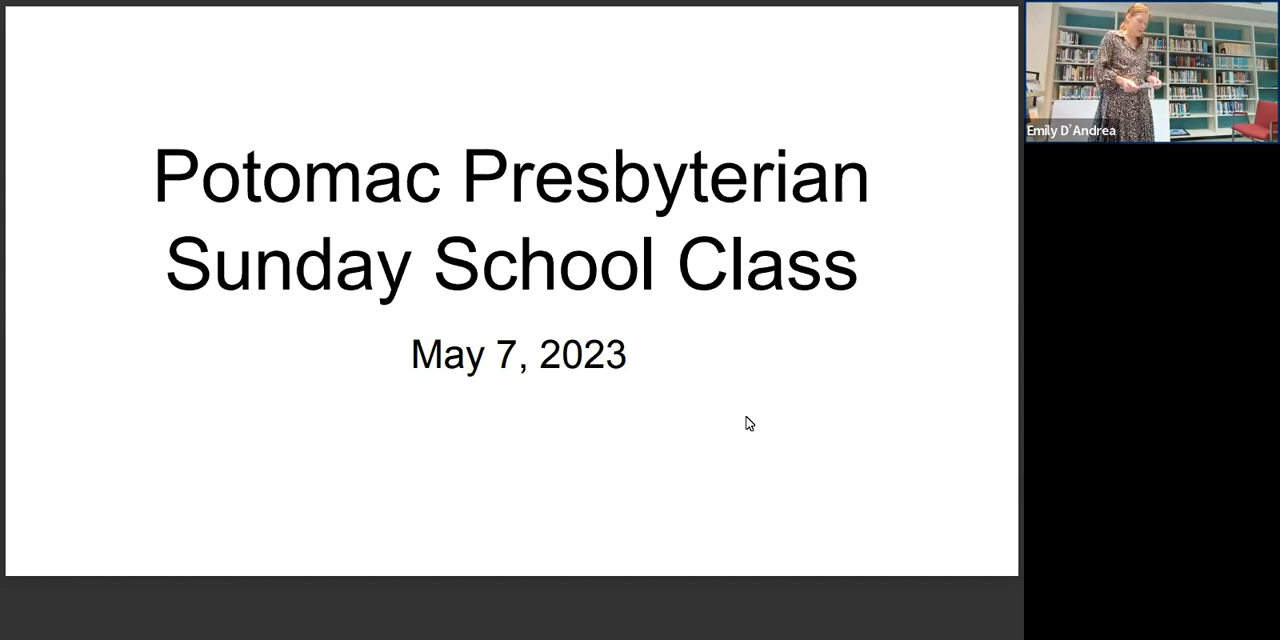 Potomac Presbyterian
Sunday School Class
May 7, 2023
Emily D'Andrea